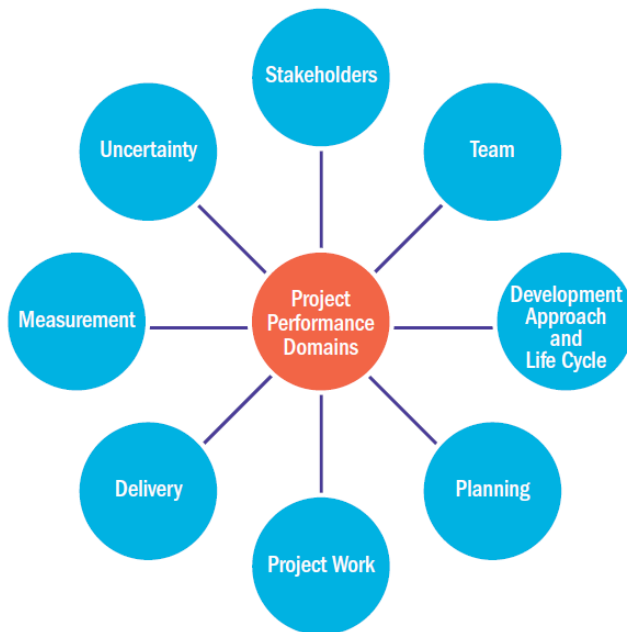 Stakeholders
Uncertainty
Team
Measurement
Project
Performance
Domains
Development
Approach
and
Life Cycle
Delivery
Planning
Project Work